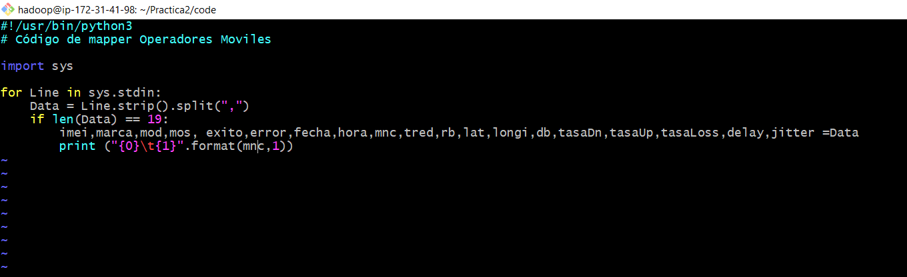 hadoop@ip-172-31-41-98: ~/Practica2/code
#!/usr/bin/python3
# Código de mapper Operadores Moviles

import sys

for Line in sys.stdin:
    Data = Line.strip().split(",")
    if len(Data) == 19:
        imei,marca,mod,mos, exito,error,fecha,hora,mnc,tred,rb,lat,longi,db,tasaDn,tasaUp,tasaLoss,delay,jitter =Data
        print ("{0}\t{1}".format(mnc,1))
~
~
~
~
~
~
~
~
~